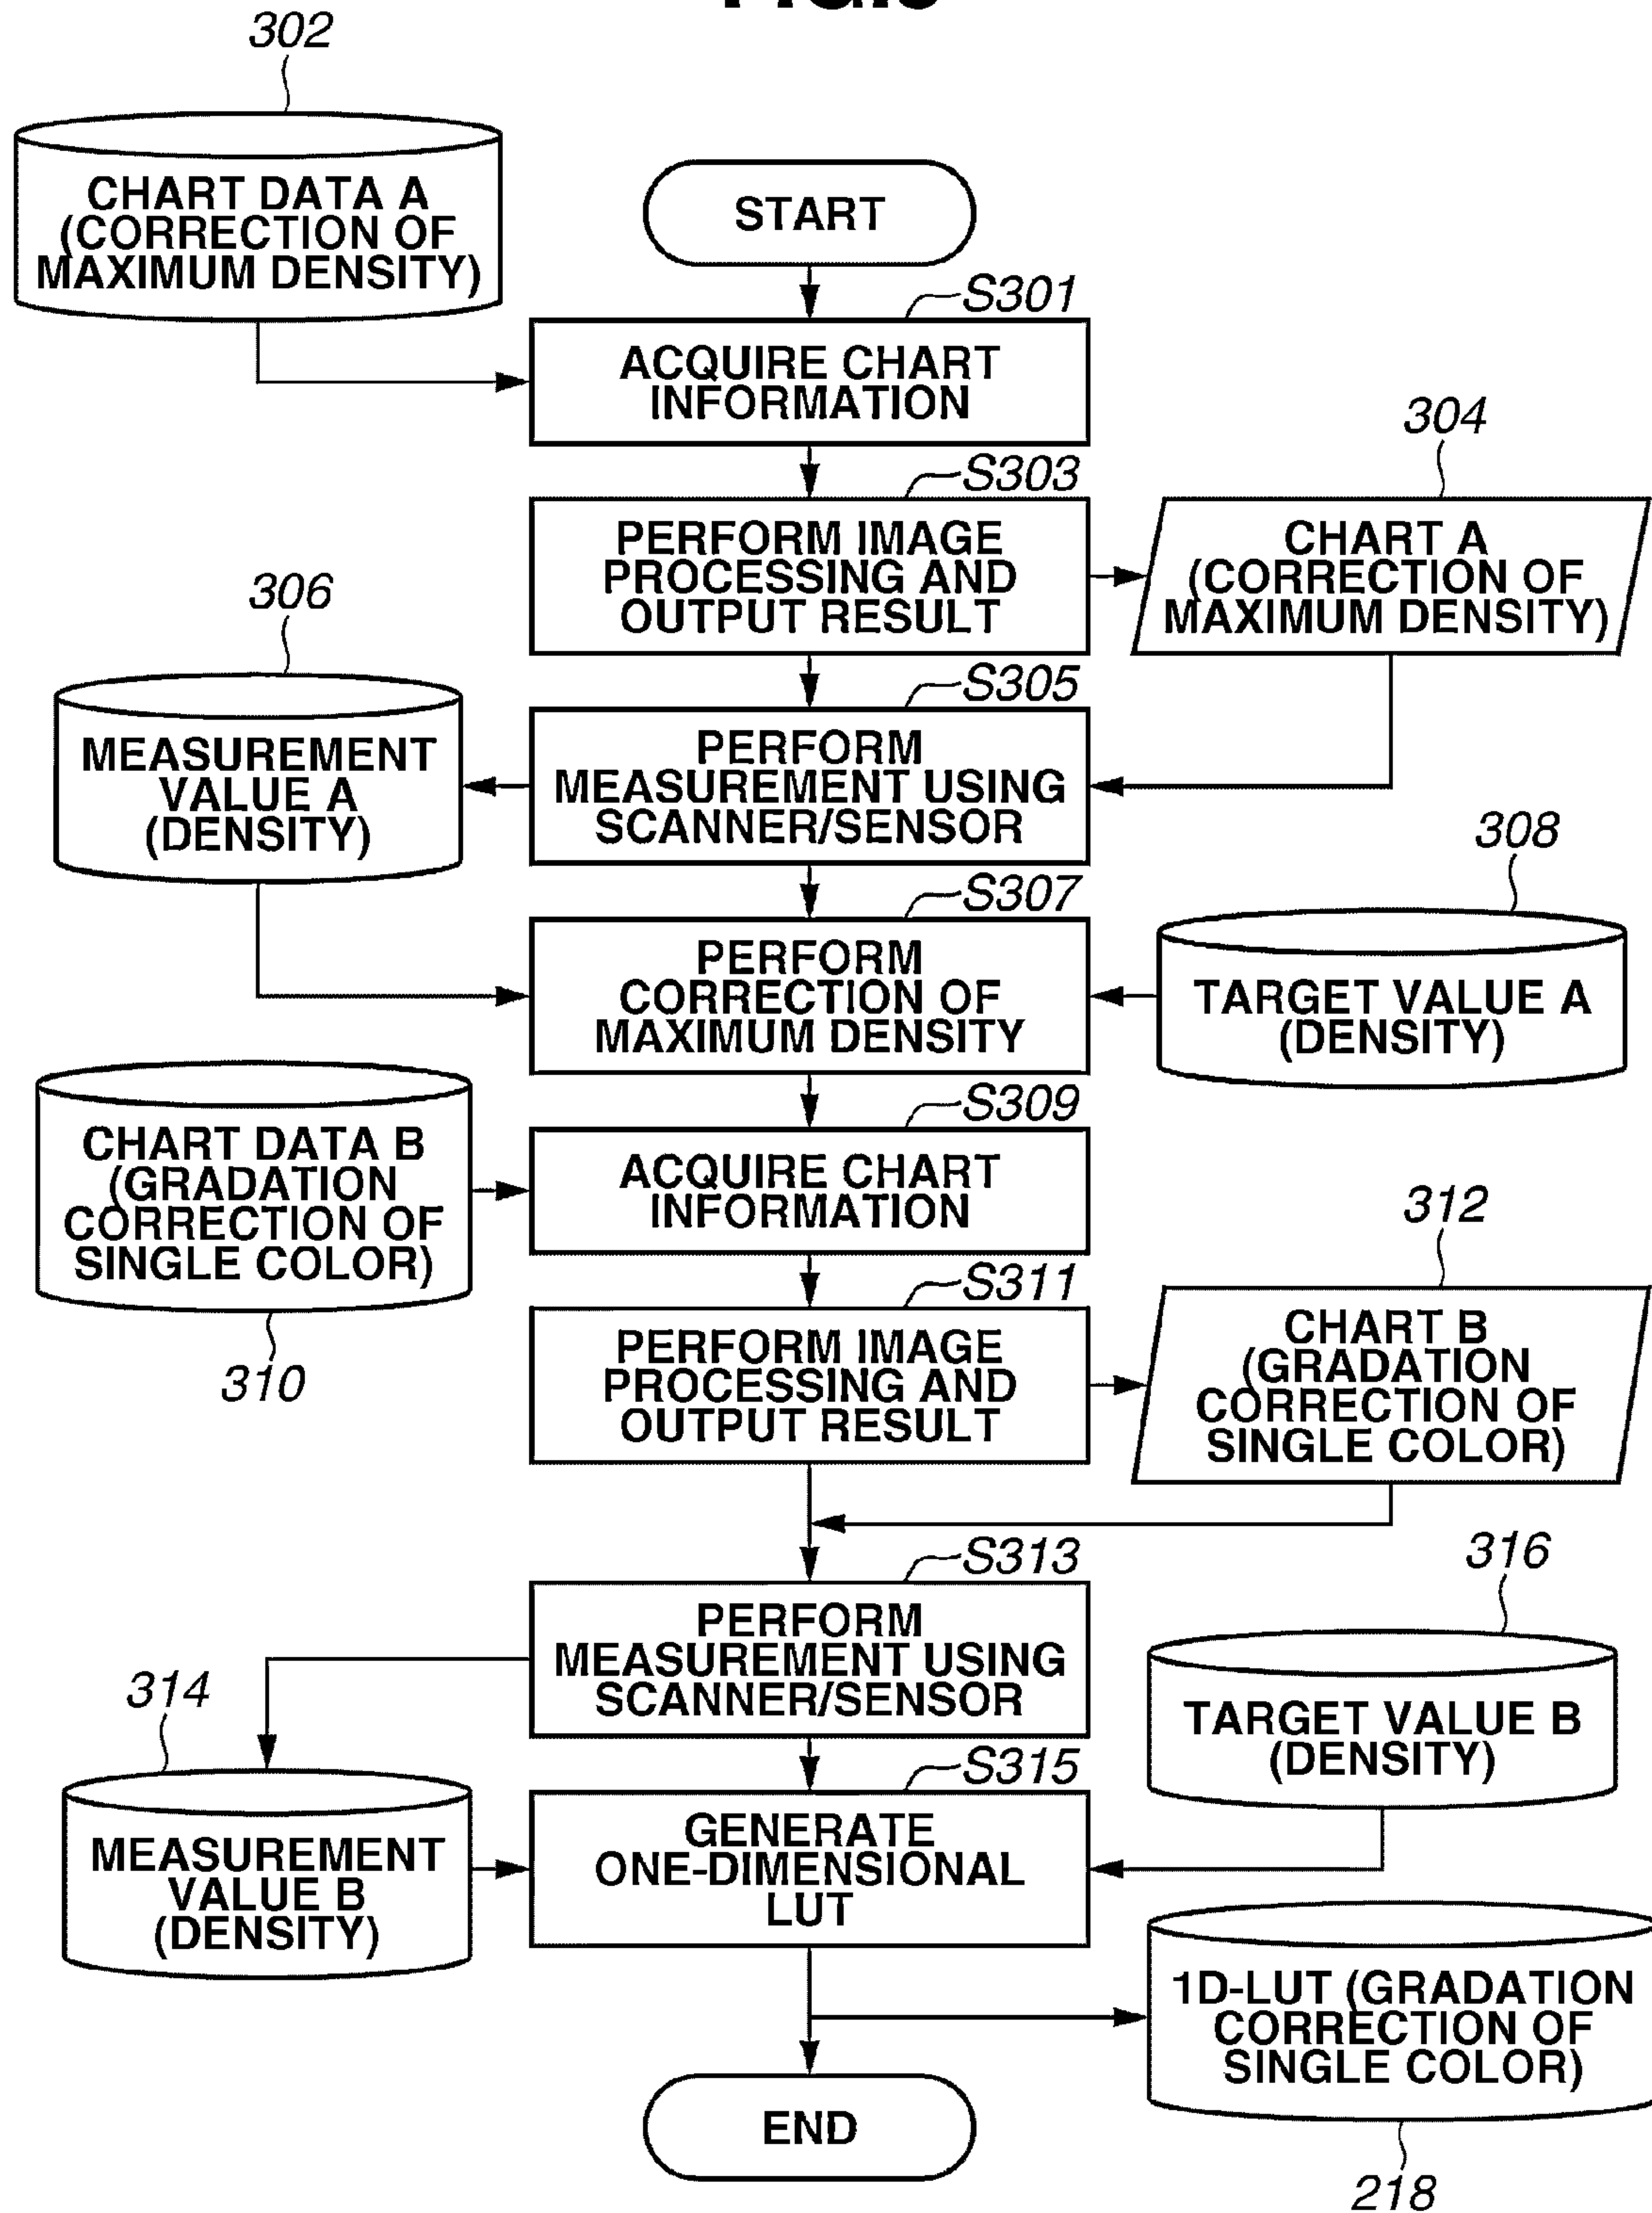 302
CHART DATA A
(CORRECTION OF
MAXIMUM DENSITY)
START
S301
ACQUIRE CHART
INFORMATION
304
S303
PERFORM IMAGE
PROCESSING AND
OUTPUT RESULT
CHART A
(CORRECTION OF
MAXIMUM DENSITY)
306
S305
MEASUREMENT
VALUE A
(DENSITY)
PERFORM
MEASUREMENT USING
SCANNER/SENSOR
308
S307
PERFORM
CORRECTION OF
MAXIMUM DENSITY
TARGET VALUE A
(DENSITY)
S309
CHART DATA B
(GRADATION
CORRECTION OF
SINGLE COLOR)
310
ACQUIRE CHART
INFORMATION
312
S311
PERFORM IMAGE
PROCESSING AND
OUTPUT RESULT
CHART B
(GRADATION
CORRECTION OF
SINGLE COLOR)
S313
PERFORM
MEASUREMENT USING
SCANNER/SENSOR
316
TARGET VALUE B
(DENSITY)
314
MEASUREMENT
VALUE B
(DENSITY)
S315
GENERATE
ONE-DIMENSIONAL
LUT
1D-LUT (GRADATION
CORRECTION OF
SINGLE COLOR)
218
END